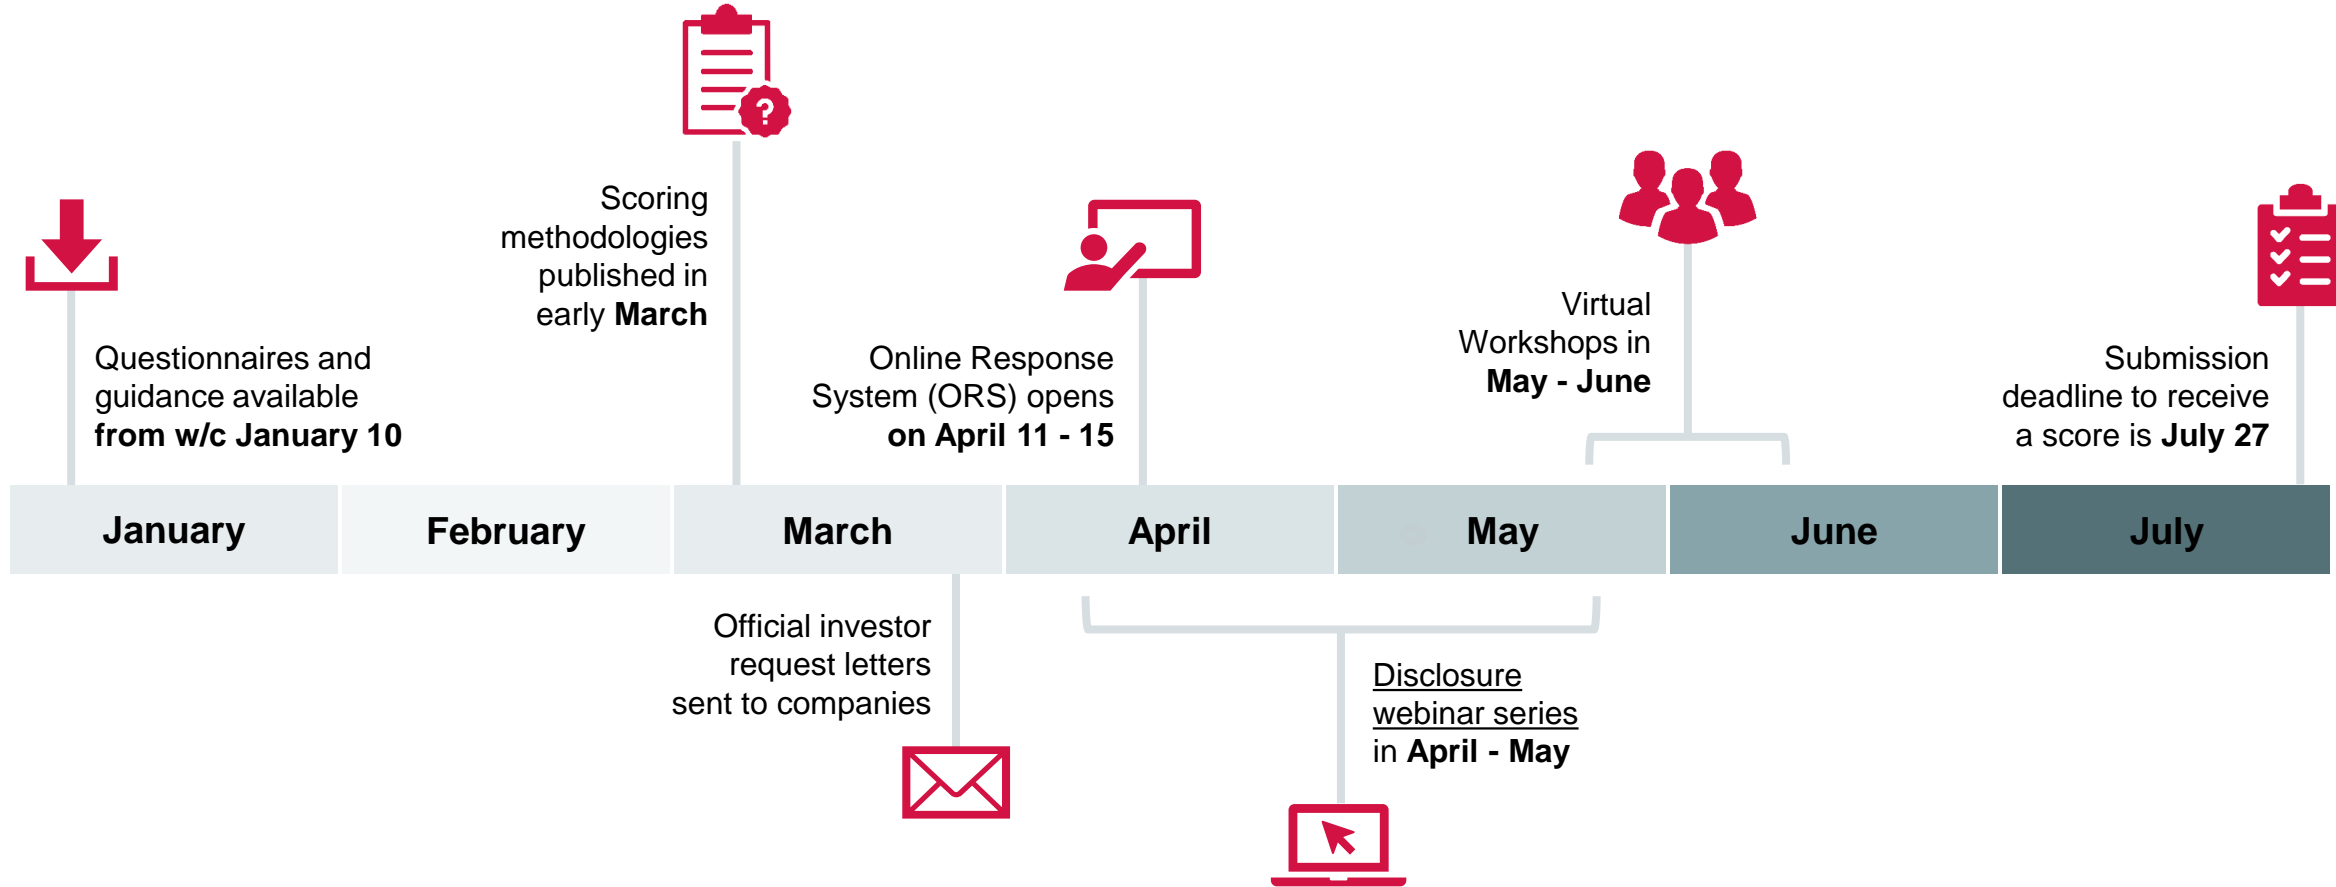 Scoring
methodologies
published in
early March
Questionnaires and
guidance available
from w/c January 10
Online Response
System (ORS) opens
on April 11 - 15
Virtual
Workshops in
May - June
Submission
deadline to receive
a score is July 27
January
February
March
April
May
June
July
Official investor
request letters
sent to companies
Disclosure
webinar series
in April - May
?